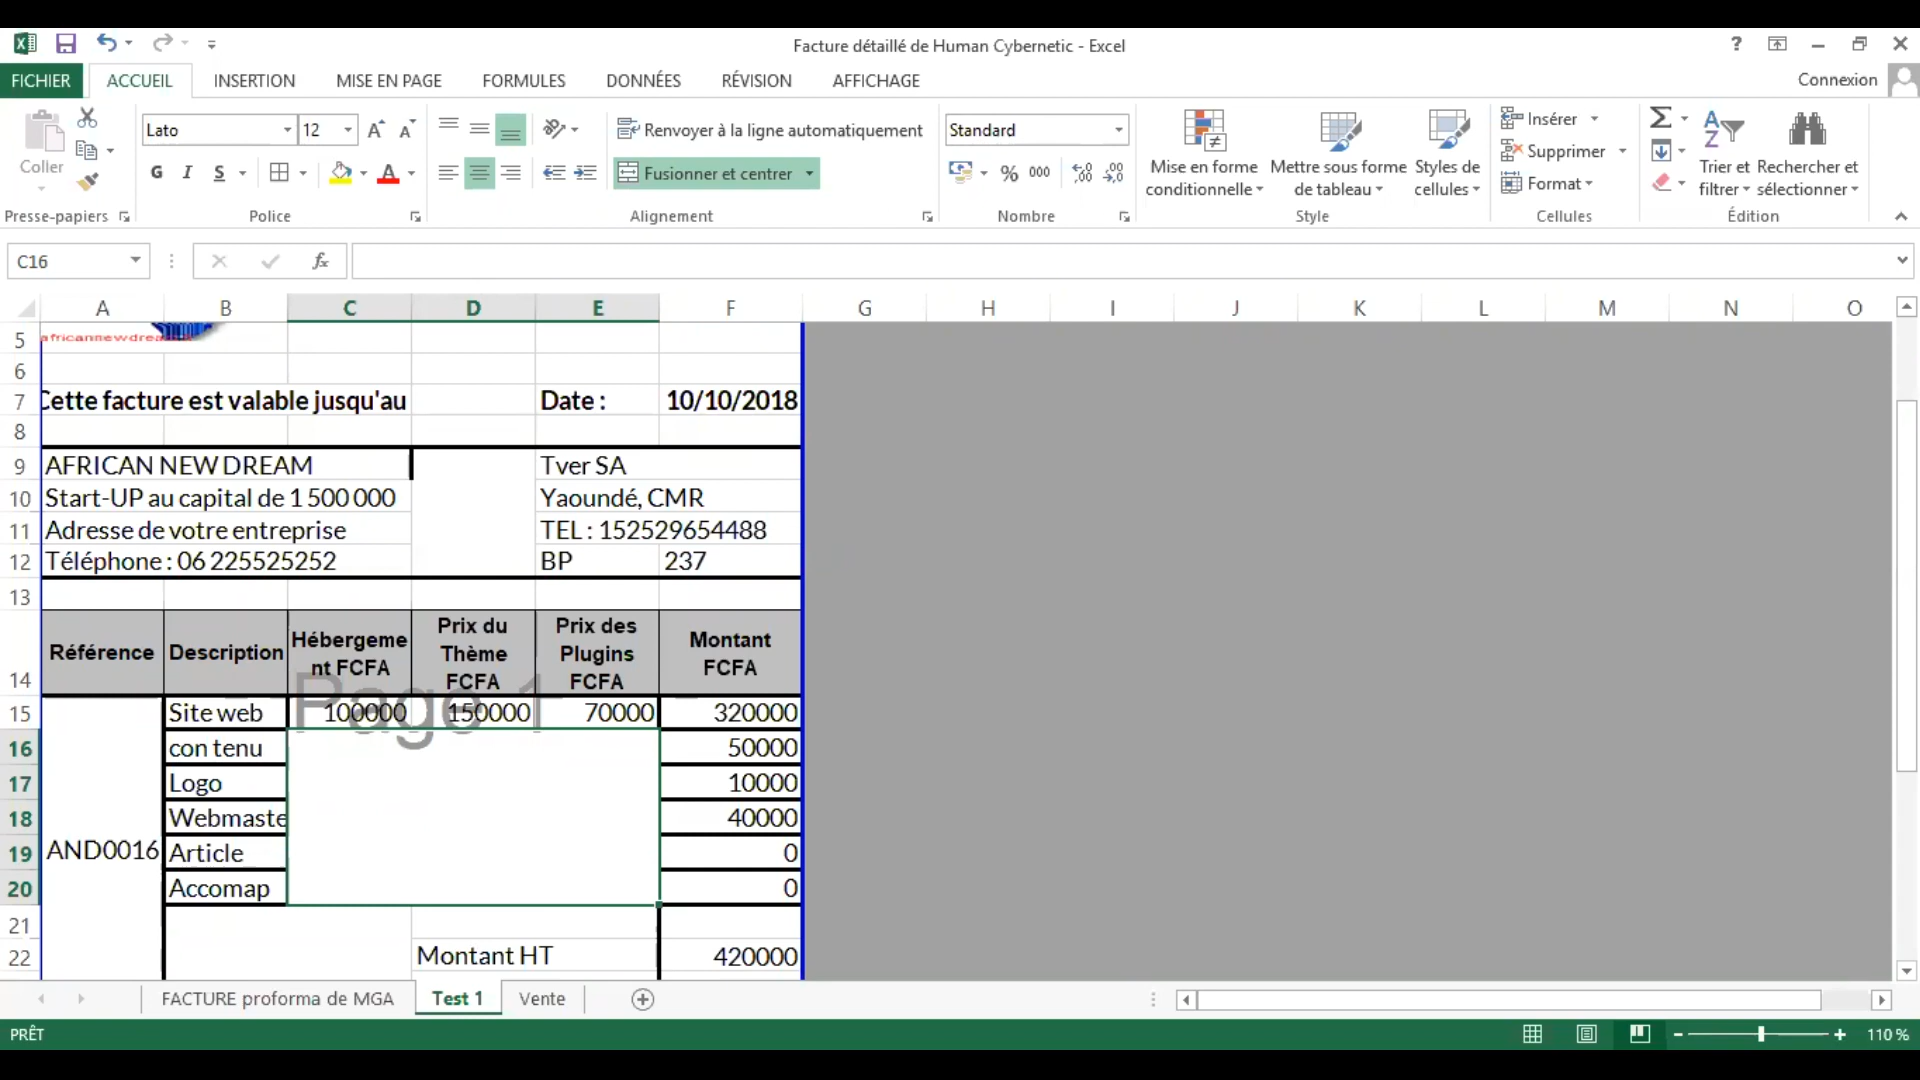 Facture détaillé de Human Cybernetic - Excel
?
FICHIER ACCUEIL INSERTION MISE EN PAGE FORMULES DONNÉES RÉVISION AFFICHAGE Connexion
Coller
Presse-papiers
Lato 12
G I S
Police
Renvoyer à la ligne automatiquement
Fusionner et centrer
Alignement
Standard
% 000
Nombre
Mise en forme conditionnelle
Mettre sous forme de tableau
Styles de cellules
Style
Insérer
Supprimer
Format
Cellules
Trier et filtrer
Rechercher et sélectionner
Édition
C16 fx
A B C D E F G H I J K L M N O
5 africannewdream
6
7 Cette facture est valable jusqu'au Date : 10/10/2018
8
9 AFRICAN NEW DREAM Tver SA
10 Start-UP au capital de 1 500 000 Yaoundé, CMR
11 Adresse de votre entreprise TEL : 152529654488
12 Téléphone : 06 225525252 BP 237
13
14 Référence Description Hébergement FCFA Prix du Thème FCFA Prix des Plugins FCFA Montant FCFA
Page 1
15 Site web 100000 150000 70000 320000
16 con tenu 50000
17 Logo 10000
18 Webmaste 40000
19 AND0016 Article 0
20 Accomap 0
21
22 Montant HT 420000
FACTURE proforma de MGA Test 1 Vente
PRÊT 110 %